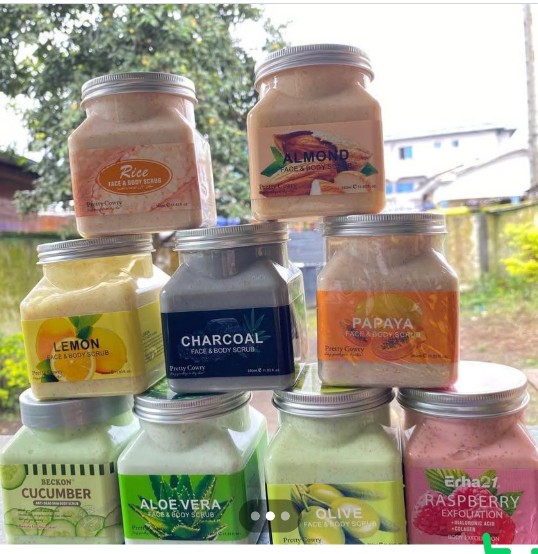 Rice
FACE & BODY SCRUB
Pretty Cowry
ALMOND
FACE & BODY SCRUB
Pretty Cowry
LEMON
FACE & BODY SCRUB
CHARCOAL
FACE & BODY SCRUB
Pretty Cowry
PAPAYA
FACE & BODY SCRUB
Pretty Cowry
BECKON'
CUCUMBER
ALOE VERA
FACE & BODY SCRUB
OLIVE
FACE & BODY SCRUB
Erha21
RASPBERRY
EXFOLIATION
+HIALURONIC ACID
+COLAGEN